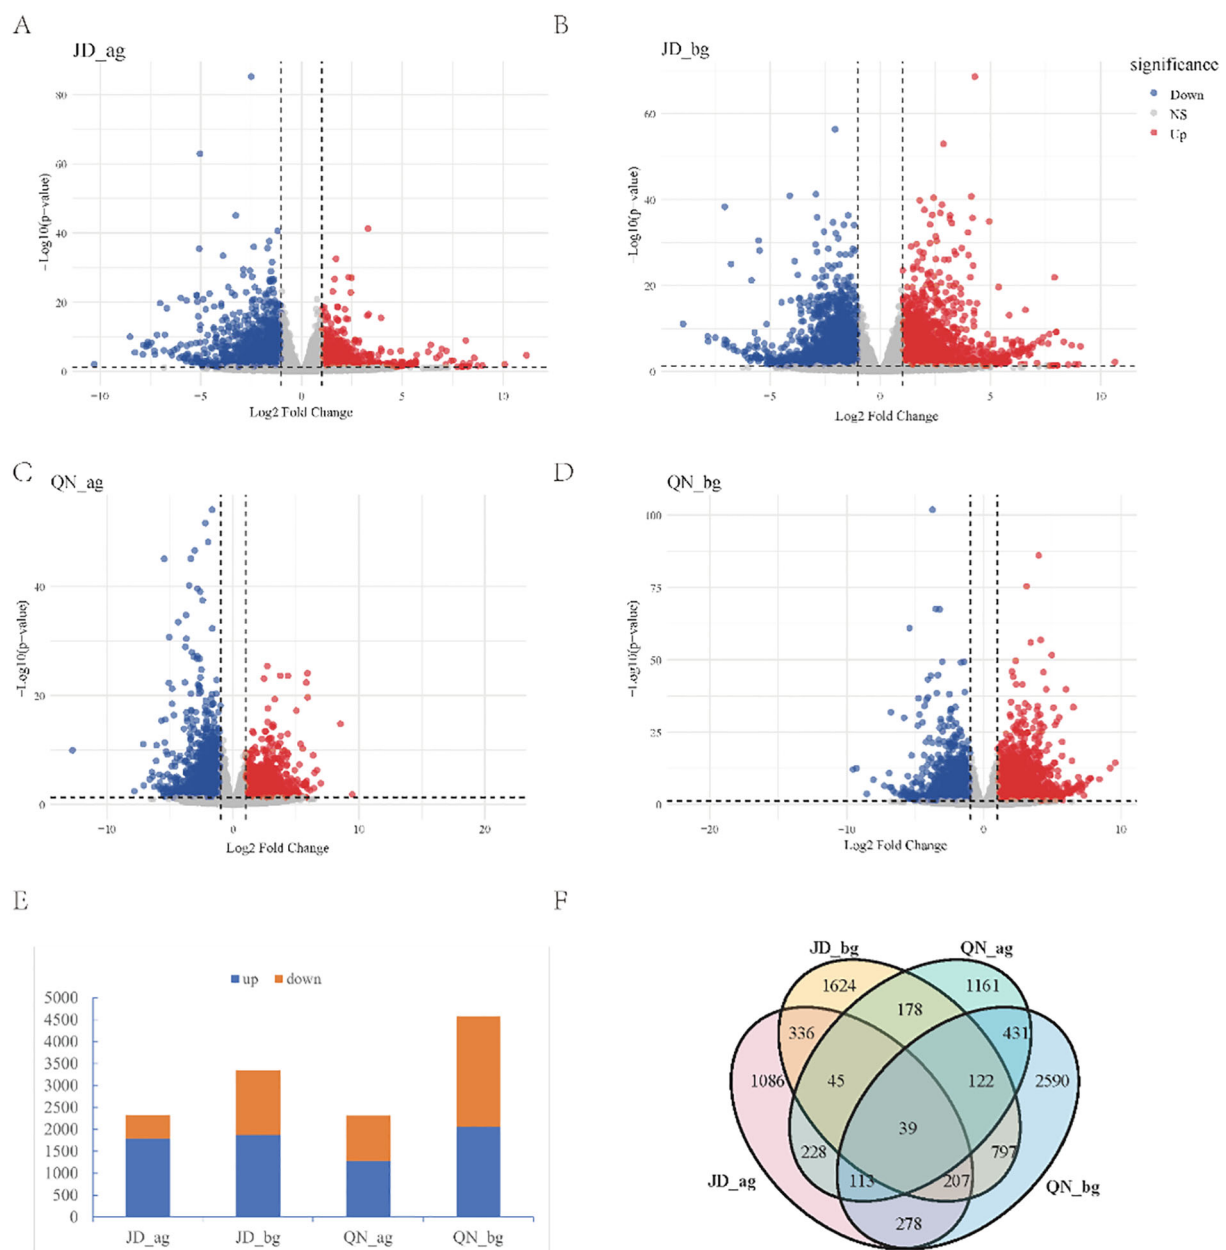 A
JD_ag
80
60
40
20
0
−Log10(p-value)
−10
−5
0
5
10
Log2 Fold Change
B
JD_bg
60
40
20
0
−Log10(p-value)
−5
0
5
10
Log2 Fold Change
significance
Down
NS
Up
C
QN_ag
40
20
0
−Log10(p-value)
−10
0
10
20
Log2 Fold Change
D
QN_bg
100
75
50
25
0
−Log10(p-value)
−20
−10
0
10
Log2 Fold Change
E
up down
5000
4500
4000
3500
3000
2500
2000
1500
1000
500
0
JD_ag JD_bg QN_ag QN_bg
F
JD_bg QN_ag
1624 1161
178
336 431
1086 45 122 2590
39
228 797
113 207
JD_ag QN_bg
278